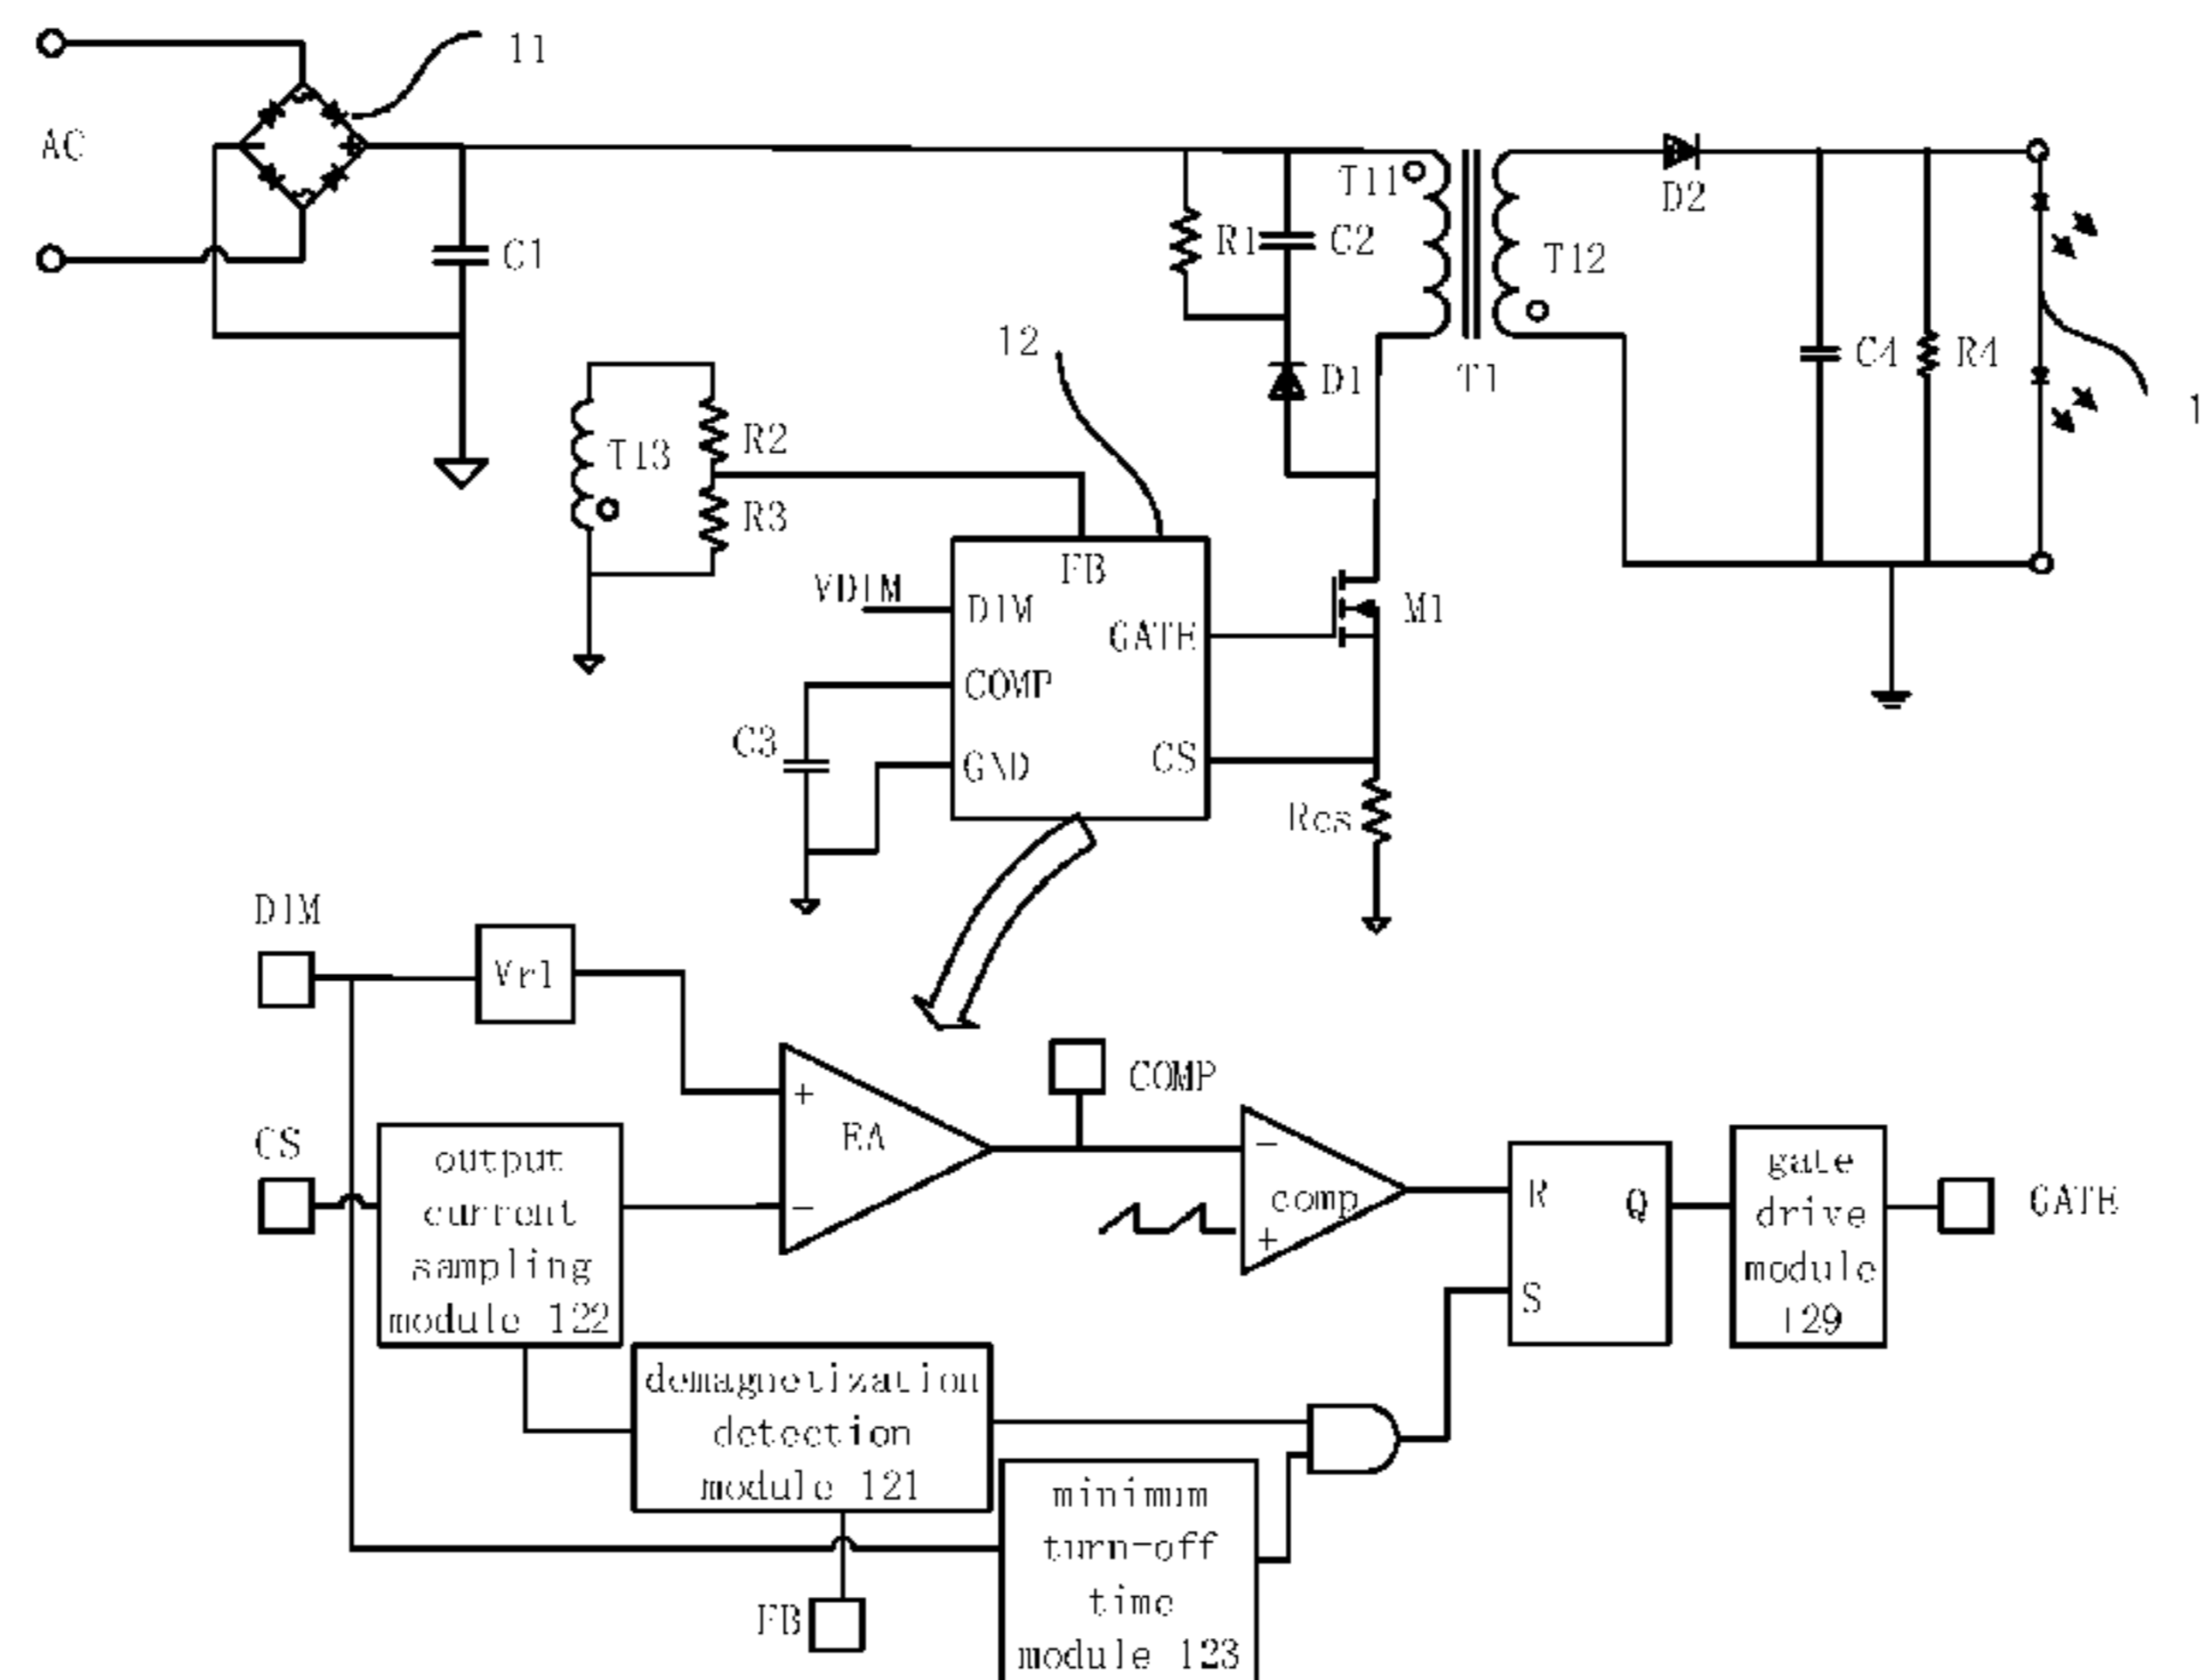 11
AC
C1
R1
C2
T11
T12
T1
D2
C4
R4
1
12
D1
T13
R2
R3
FB
VDIM
DIM
GATE
M1
COMP
C3
GND
CS
Rcs
DIM
Vr1
+
EA
−
COMP
−
comp
+
CS
output
current
sampling
module 122
R
Q
S
gate
drive
module
129
GATE
demagnetization
detection
module 121
minimum
turn-off
time
module 123
FB